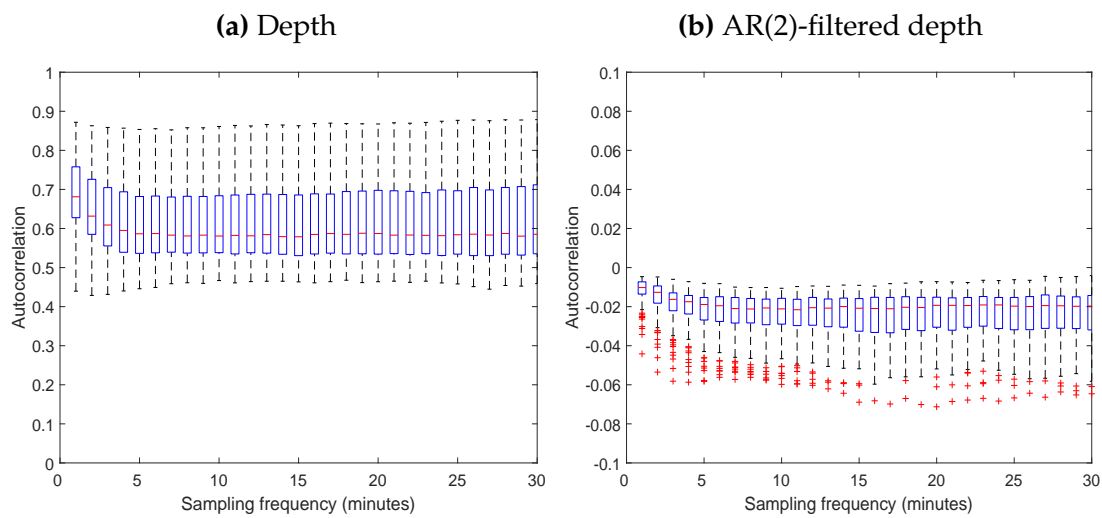 (a) Depth
(b) AR(2)-filtered depth
1
0.9
0.8
0.7
0.6
0.5
0.4
0.3
0.2
0.1
0
Autocorrelation
0 5 10 15 20 25 30
Sampling frequency (minutes)
0.1
0.08
0.06
0.04
0.02
0
-0.02
-0.04
-0.06
-0.08
-0.1
Autocorrelation
0 5 10 15 20 25 30
Sampling frequency (minutes)